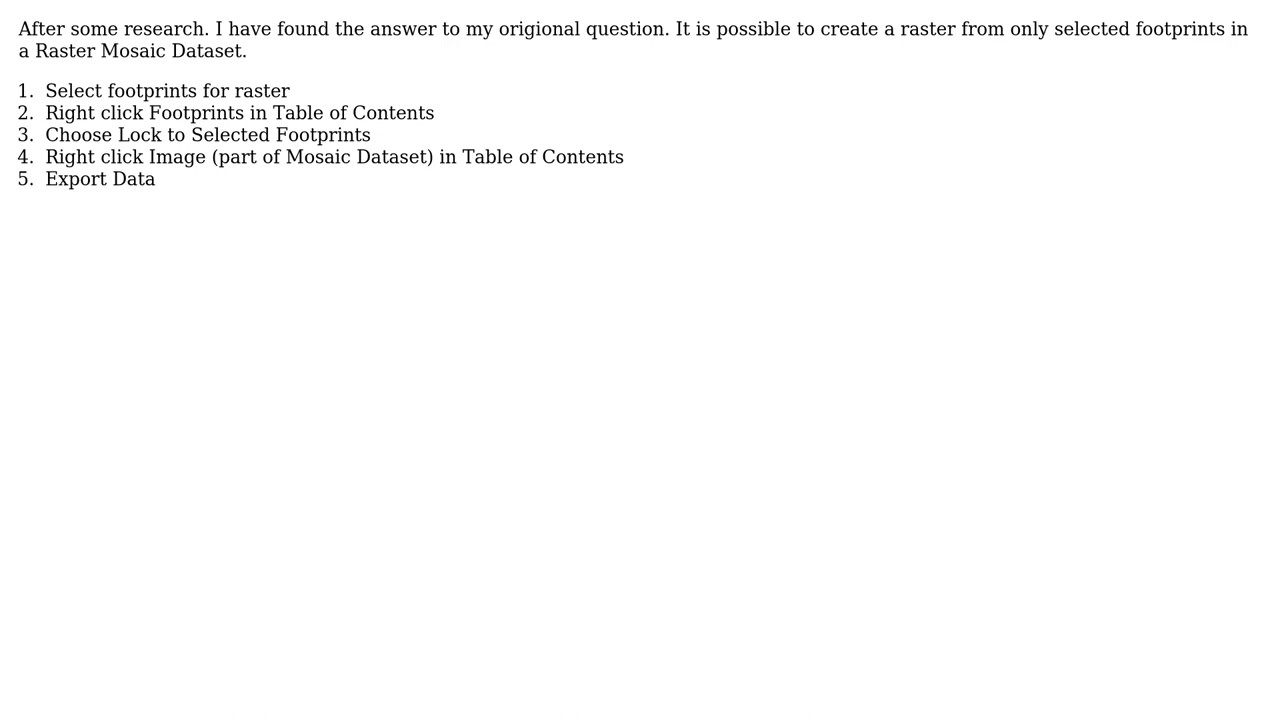 After some research. I have found the answer to my origional question. It is possible to create a raster from only selected footprints in
a Raster Mosaic Dataset.
1. Select footprints for raster
2. Right click Footprints in Table of Contents
3. Choose Lock to Selected Footprints
4. Right click Image (part of Mosaic Dataset) in Table of Contents
5. Export Data